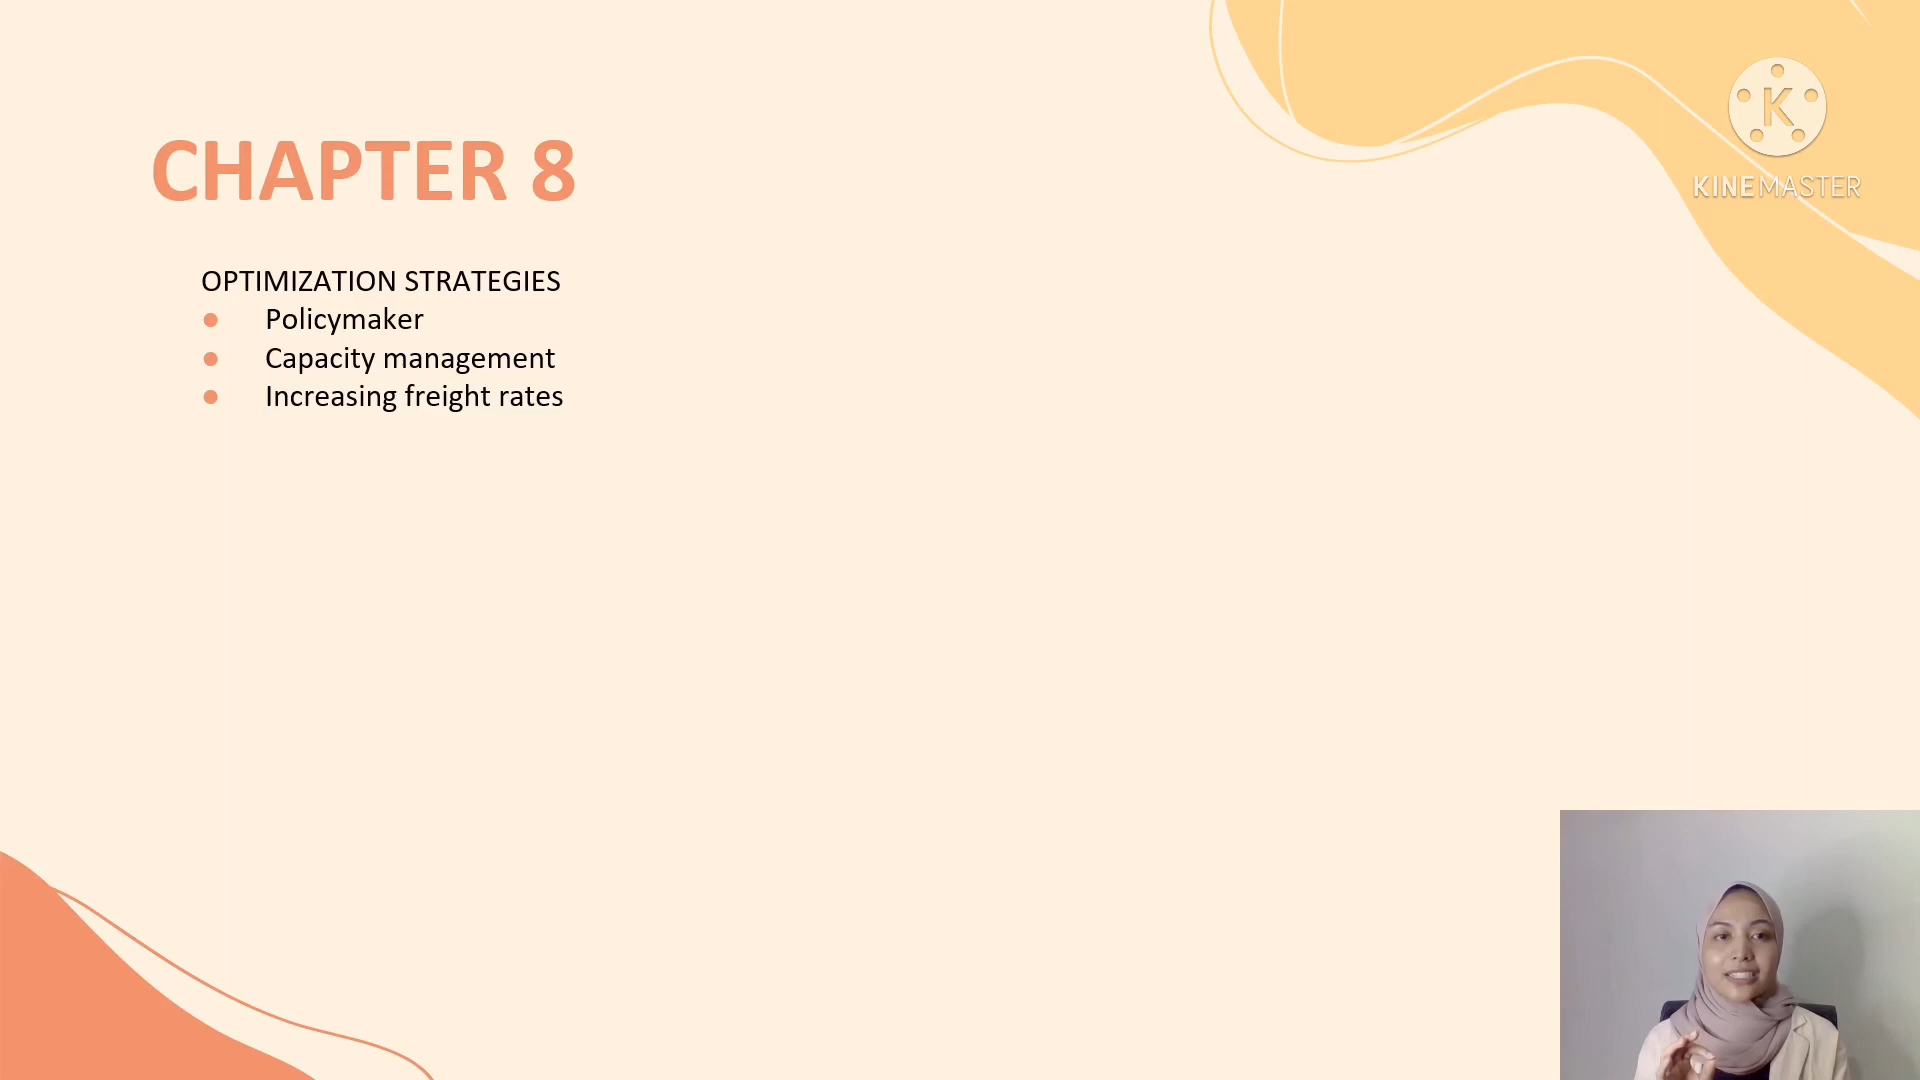 CHAPTER 8
OPTIMIZATION STRATEGIES
● Policymaker
● Capacity management
● Increasing freight rates
K
KINEMASTER